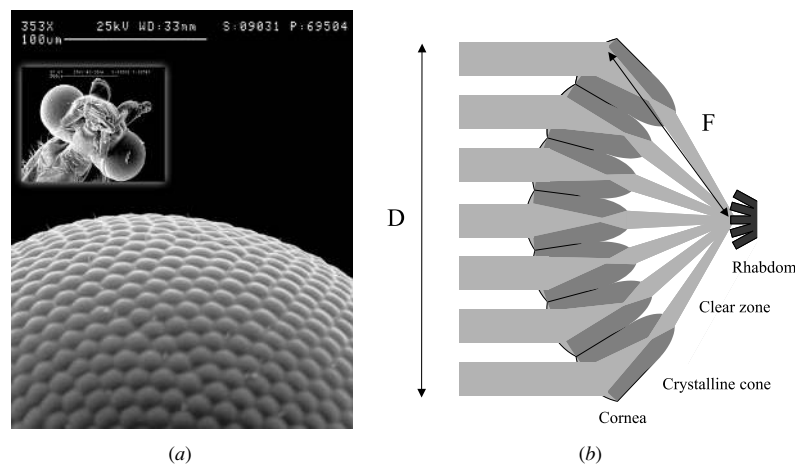 353X 25kV WD:33mm S:09031 P:69504
100um
D
F
Rhabdom
Clear zone
Crystalline cone
Cornea
(a)
(b)